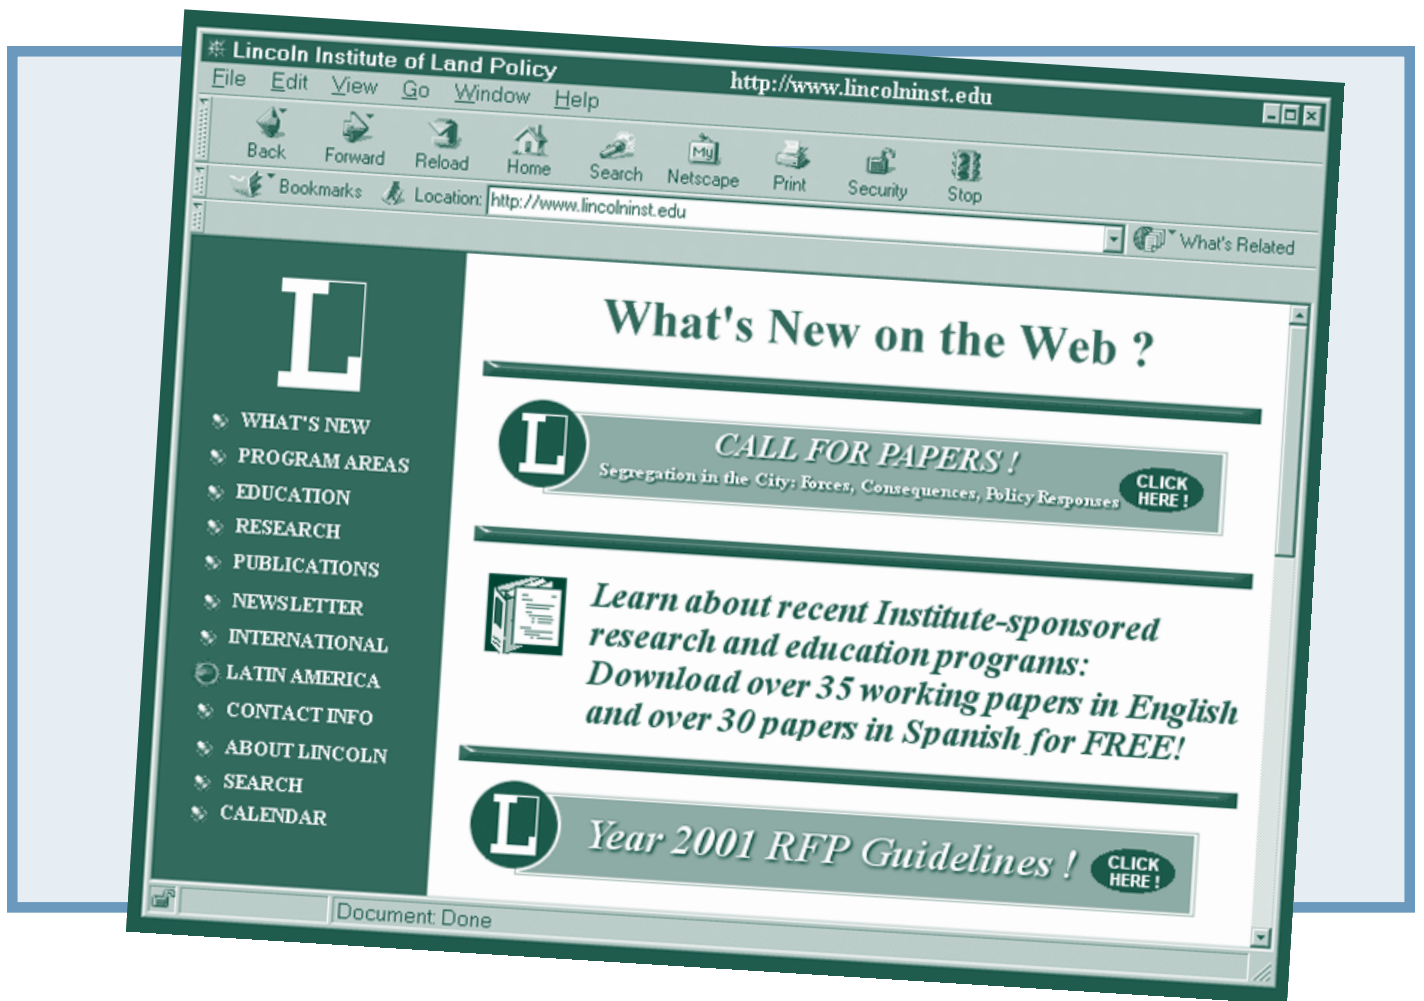 Lincoln Institute of Land Policy
http://www.lincolninst.edu
File Edit View Go Window Help
Back Forward Reload Home Search My Netscape Print Security Stop
Bookmarks Location: http://www.lincolninst.edu What's Related
L
WHAT'S NEW
PROGRAM AREAS
EDUCATION
RESEARCH
PUBLICATIONS
NEWSLETTER
INTERNATIONAL
LATIN AMERICA
CONTACT INFO
ABOUT LINCOLN
SEARCH
CALENDAR
What's New on the Web ?
L
CALL FOR PAPERS !
Segregation in the City: Forces, Consequences, Policy Responses
CLICK
HERE !
Learn about recent Institute-sponsored
research and education programs:
Download over 35 working papers in English
and over 30 papers in Spanish for FREE!
L
Year 2001 RFP Guidelines !
CLICK
HERE !
Document: Done